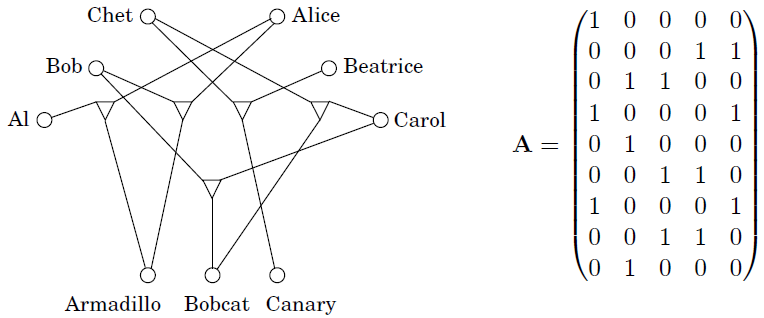 Chet Alice
Bob Beatrice
Al Carol
Armadillo Bobcat Canary
A =
1 0 0 0 0
0 0 0 1 1
0 1 1 0 0
1 0 0 0 1
0 1 0 0 0
0 0 1 1 0
1 0 0 0 1
0 0 1 1 0
0 1 0 0 0